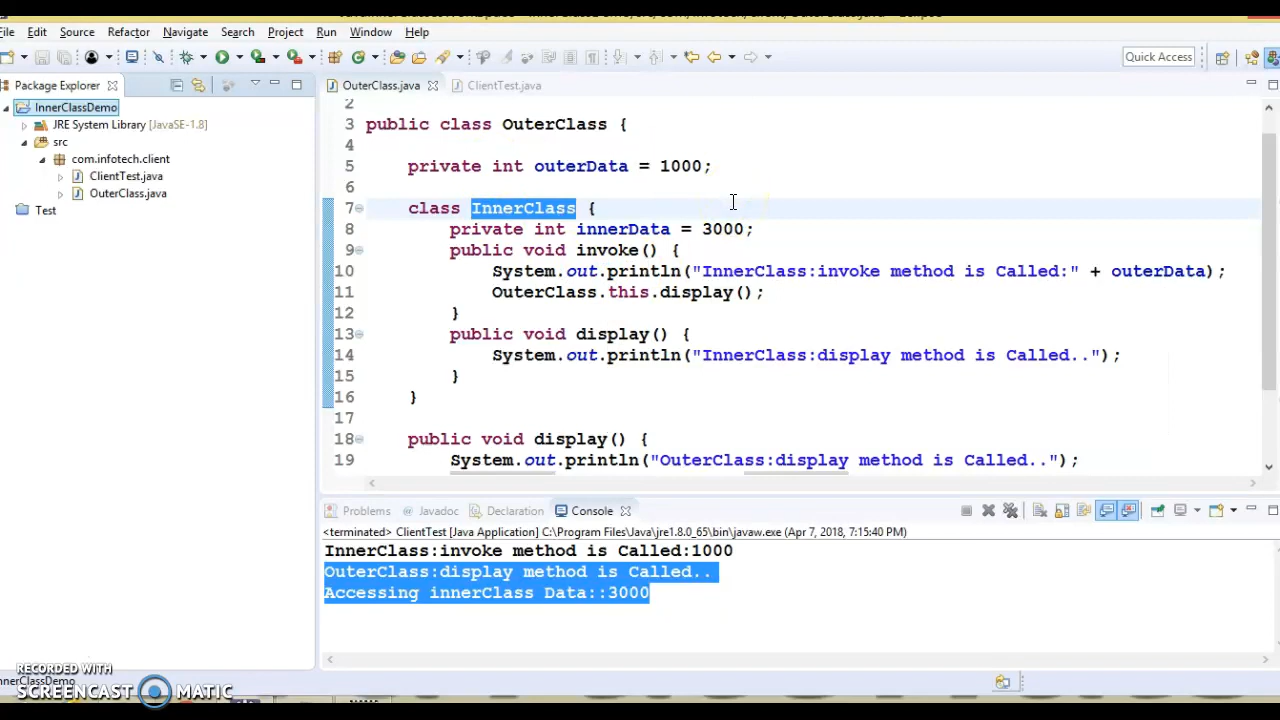 File Edit Source Refactor Navigate Search Project Run Window Help
Quick Access
Package Explorer
OuterClass.java
ClientTest.java
InnerClassDemo
JRE System Library [JavaSE-1.8]
src
com.infotech.client
ClientTest.java
OuterClass.java
Test
2
3 public class OuterClass {
4
5 private int outerData = 1000;
6
7 class InnerClass {
8 private int innerData = 3000;
9 public void invoke() {
10 System.out.println("InnerClass:invoke method is Called:" + outerData);
11 OuterClass.this.display();
12 }
13 public void display() {
14 System.out.println("InnerClass:display method is Called..");
15 }
16 }
17
18 public void display() {
19 System.out.println("OuterClass:display method is Called..");
Problems Javadoc Declaration Console
<terminated> ClientTest [Java Application] C:\Program Files\Java\jre1.8.0_65\bin\javaw.exe (Apr 7, 2018, 7:15:40 PM)
InnerClass:invoke method is Called:1000
OuterClass:display method is Called..
Accessing innerClass Data::3000
RECORDED WITH
nnerClassDemo
SCREENCAST MATIC